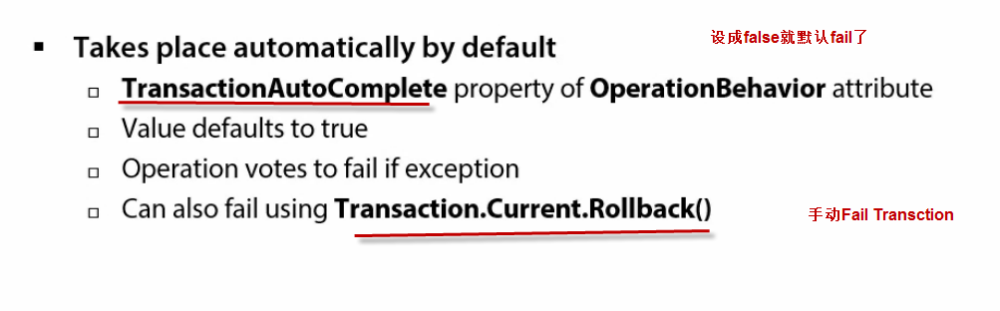 Takes place automatically by default
设成false就默认fail了
TransactionAutoComplete property of OperationBehavior attribute
Value defaults to true
Operation votes to fail if exception
Can also fail using Transaction.Current.Rollback()
手动Fail Transction